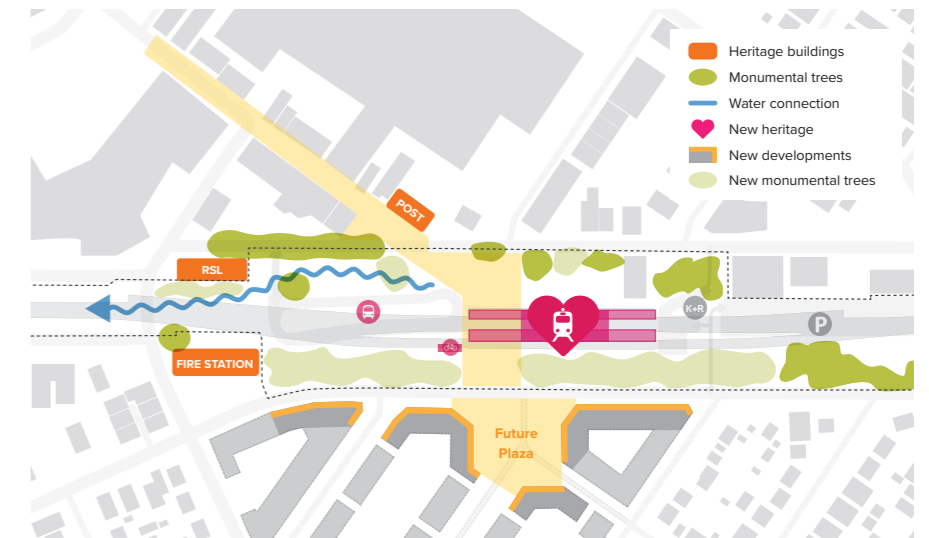 Heritage buildings
Monumental trees
Water connection
New heritage
New developments
New monumental trees
POST
RSL
K+R
P
FIRE STATION
Future
Plaza